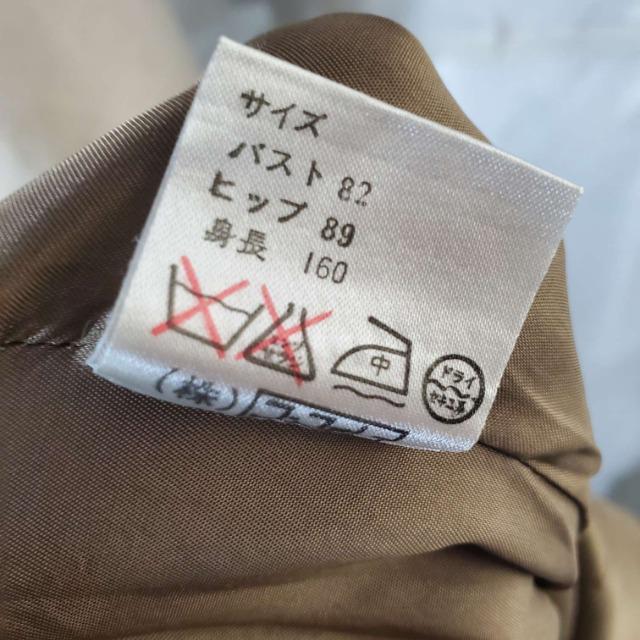 サイズ
バスト 82
ヒップ 89
身長 160
中
ドライ
(株)